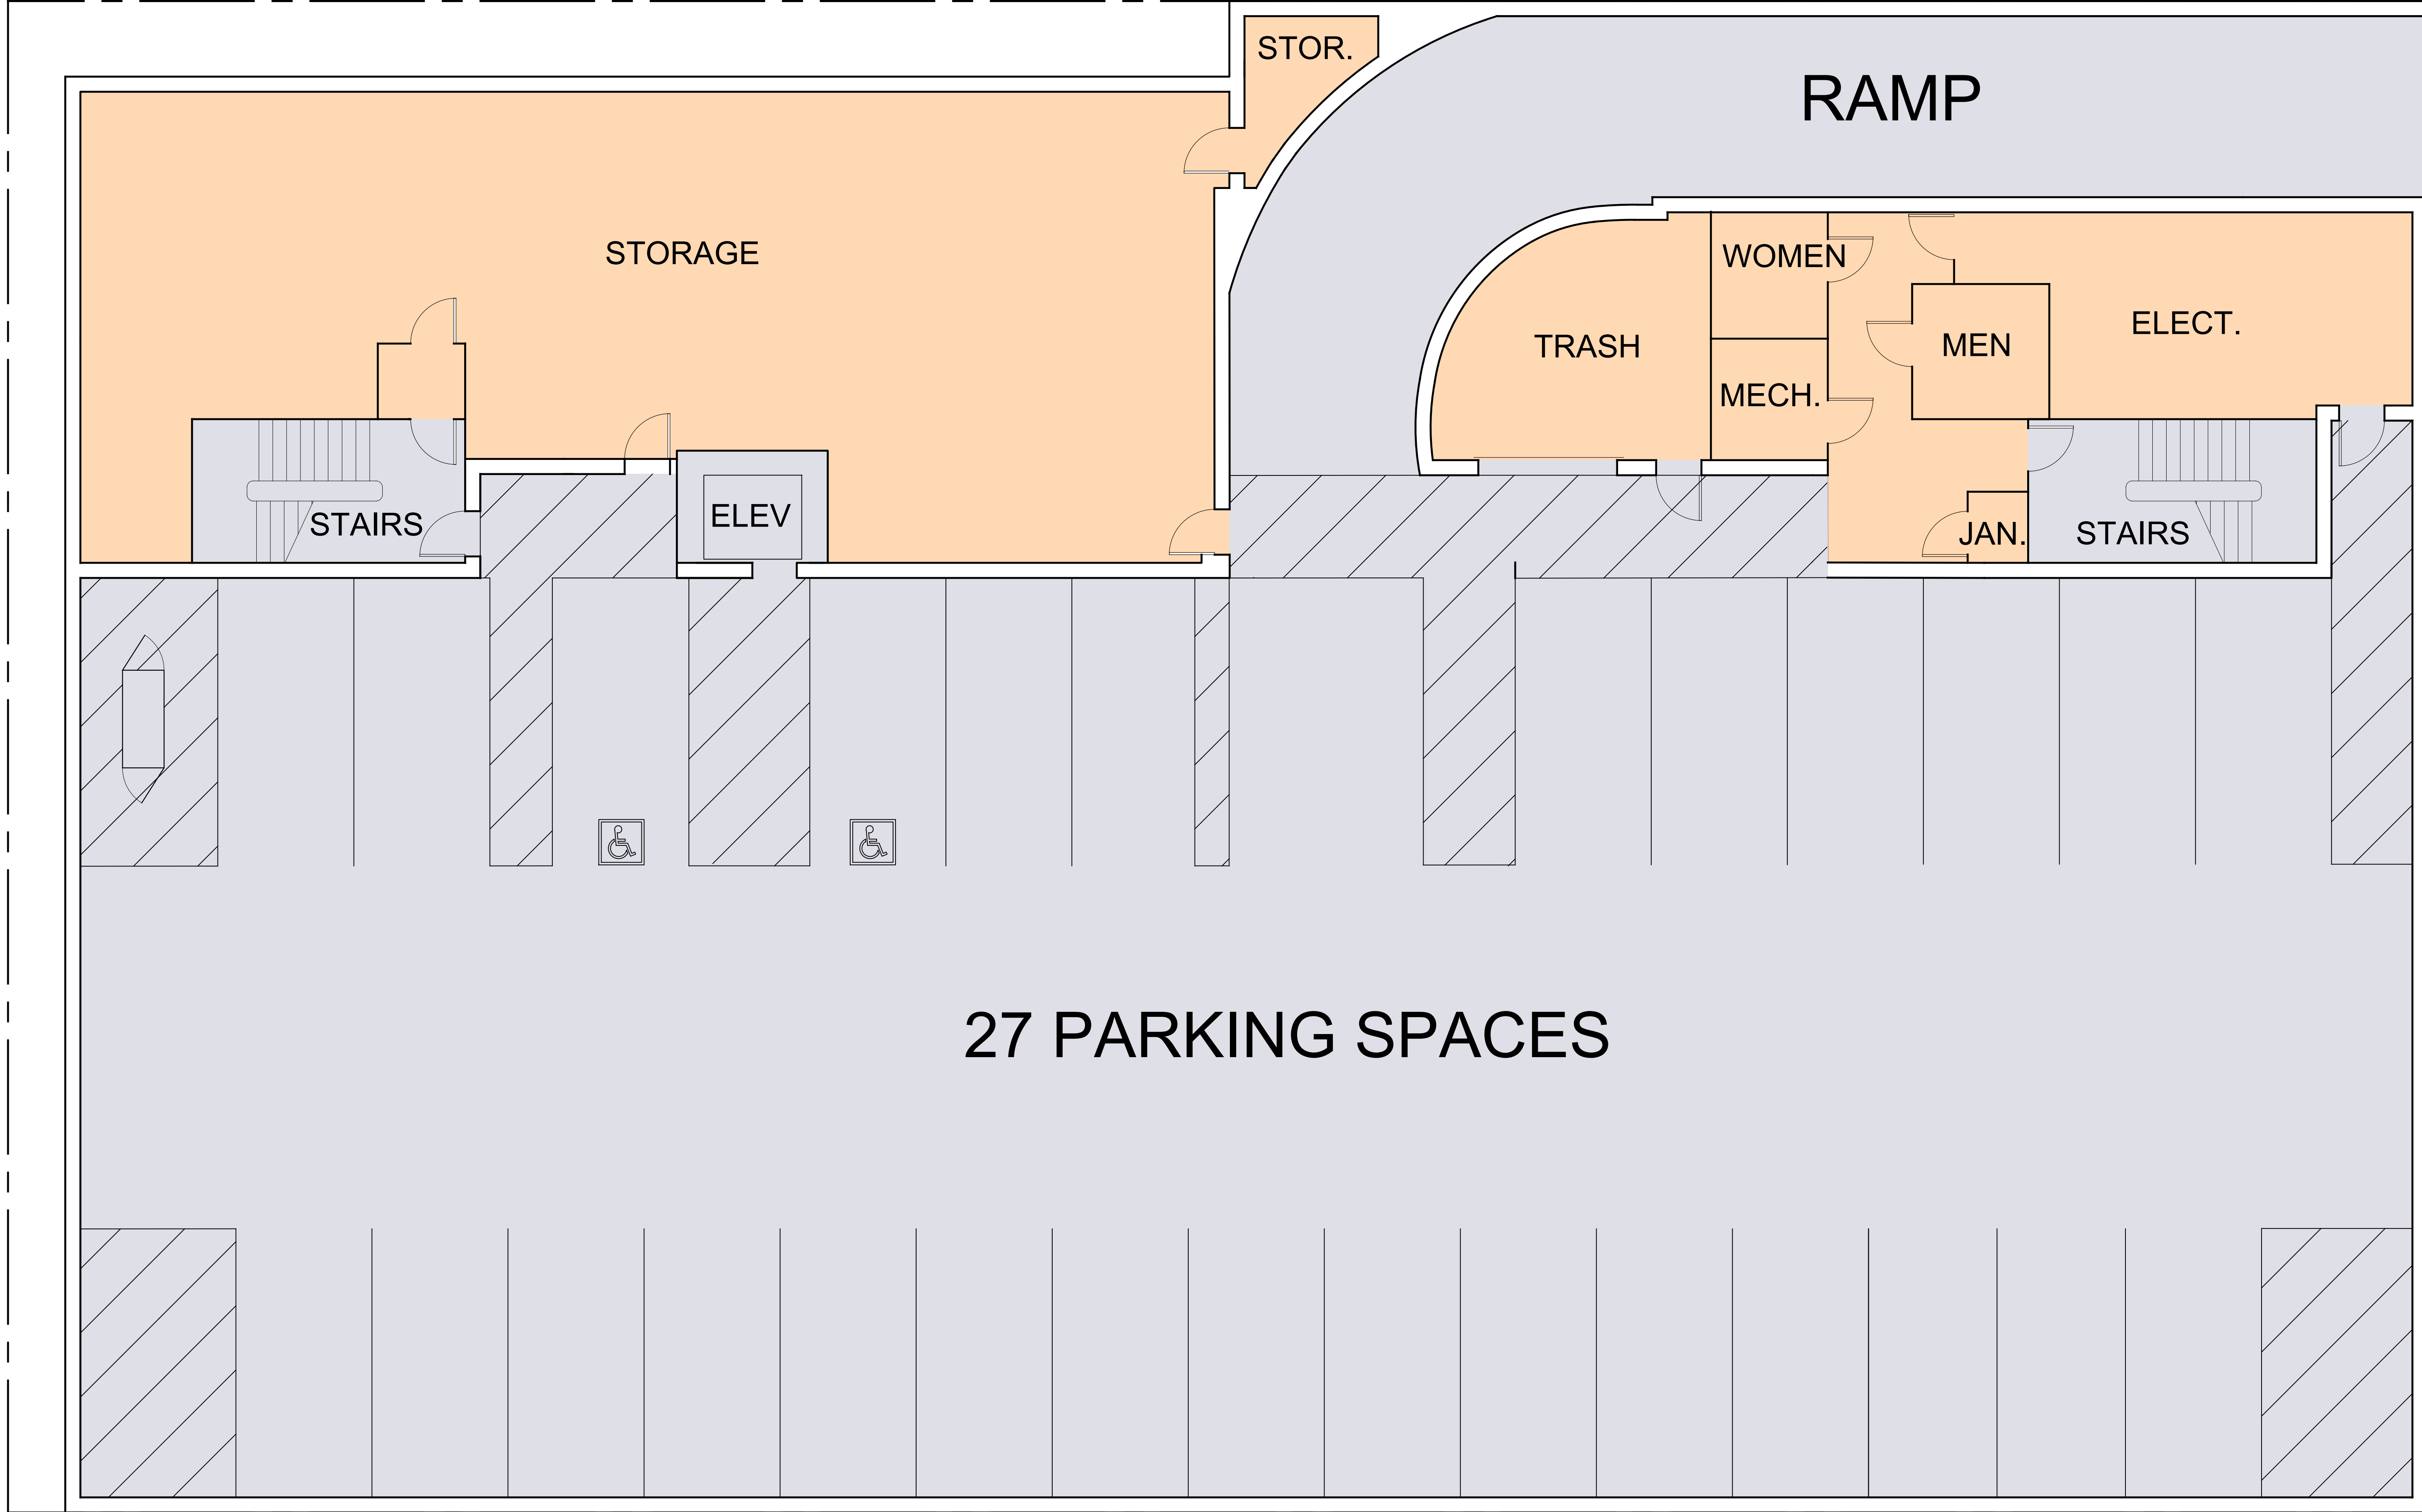 STOR.
RAMP
STORAGE
WOMEN
TRASH
MEN
ELECT.
MECH.
ELEV
STAIRS
JAN.
STAIRS
27 PARKING SPACES